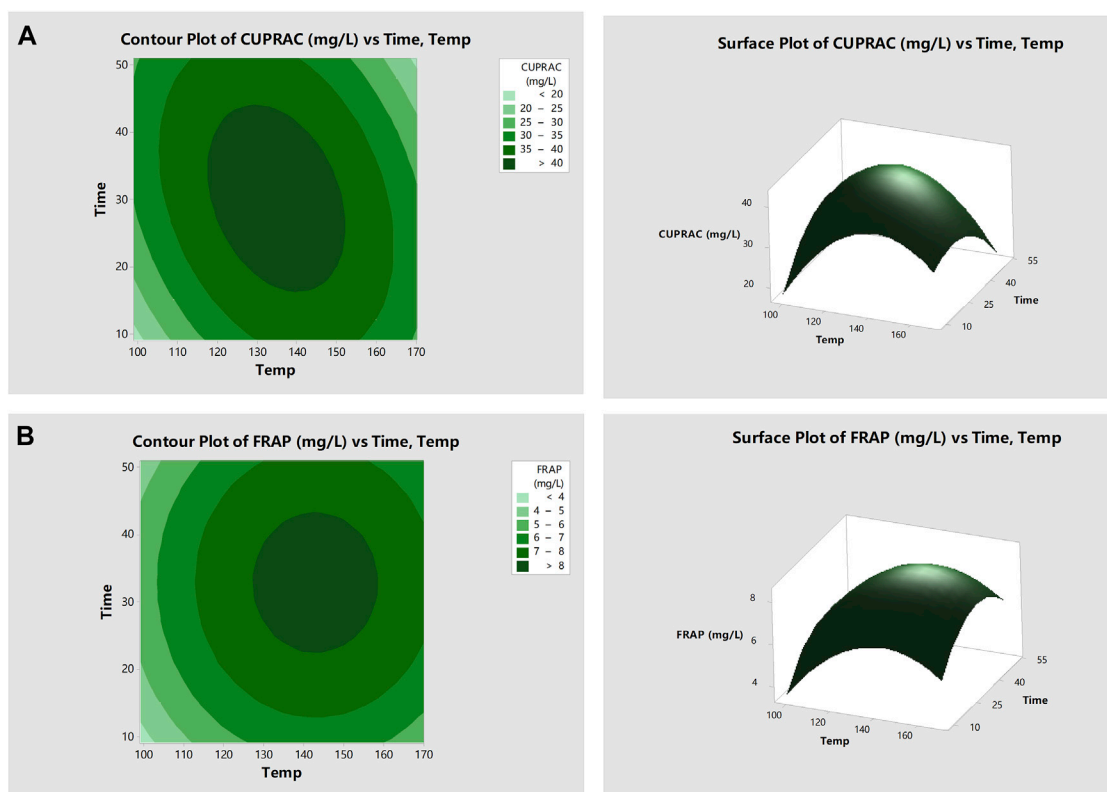 A
Contour Plot of CUPRAC (mg/L) vs Time, Temp
50
40
30
20
10
Time
100 110 120 130 140 150 160 170
Temp
CUPRAC
(mg/L)
< 20
20 – 25
25 – 30
30 – 35
35 – 40
> 40
Surface Plot of CUPRAC (mg/L) vs Time, Temp
40
30
20
CUPRAC (mg/L)
100 120 140 160
Temp
10 25 40 55
Time
B
Contour Plot of FRAP (mg/L) vs Time, Temp
50
40
30
20
10
Time
100 110 120 130 140 150 160 170
Temp
FRAP
(mg/L)
< 4
4 – 5
5 – 6
6 – 7
7 – 8
> 8
Surface Plot of FRAP (mg/L) vs Time, Temp
8
6
4
FRAP (mg/L)
100 120 140 160
Temp
10 25 40 55
Time